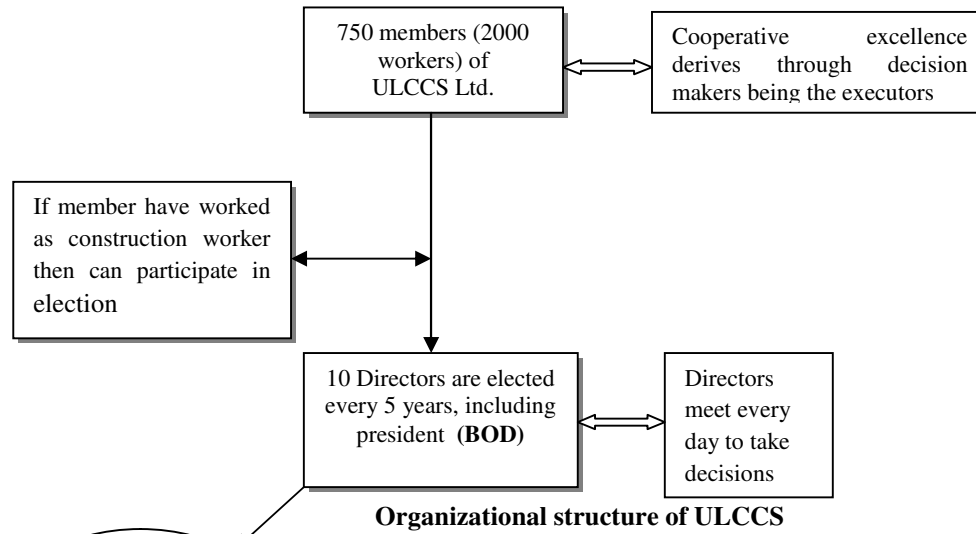 750 members (2000
workers) of
ULCCS Ltd.
Cooperative excellence
derives through decision
makers being the executors
If member have worked
as construction worker
then can participate in
election
10 Directors are elected
every 5 years, including
president (BOD)
Directors
meet every
day to take
decisions
Organizational structure of ULCCS